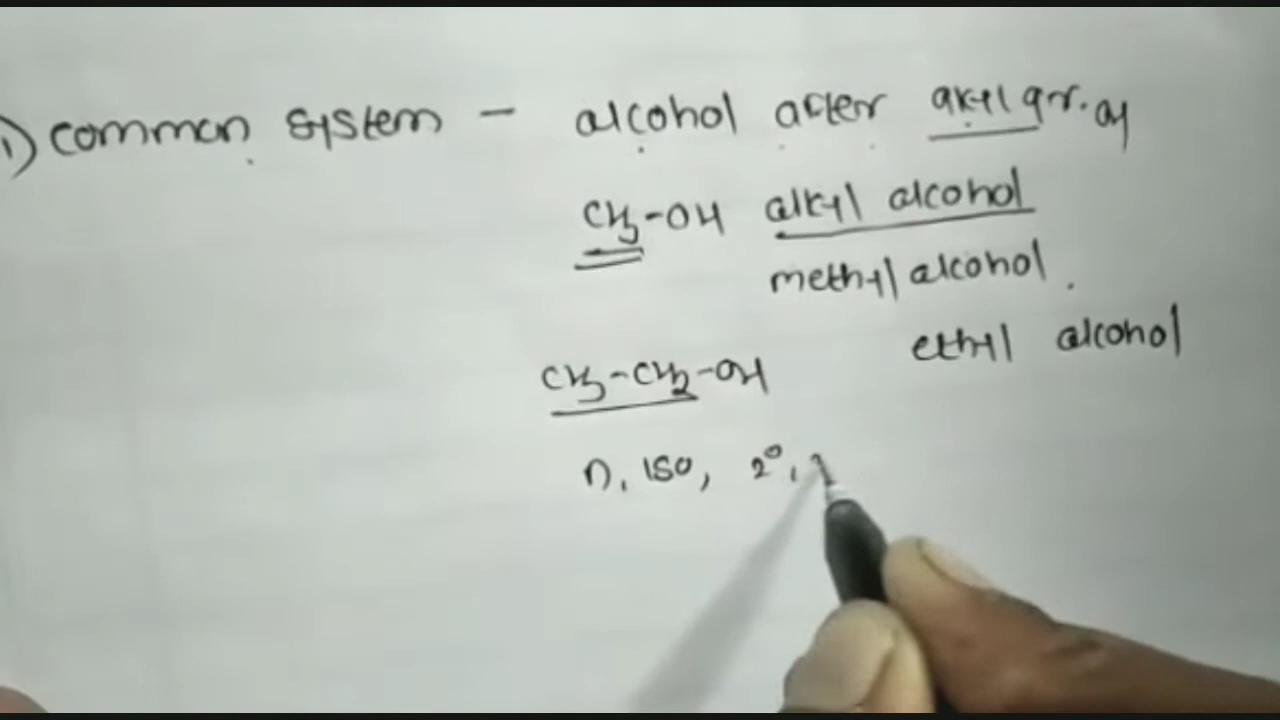 1) common system - alcohol after akyl gr. of
CH3-OH alkyl alcohol
methyl alcohol.
ethyl alcohol
CH3-CH2-OH
n, iso, 2°,